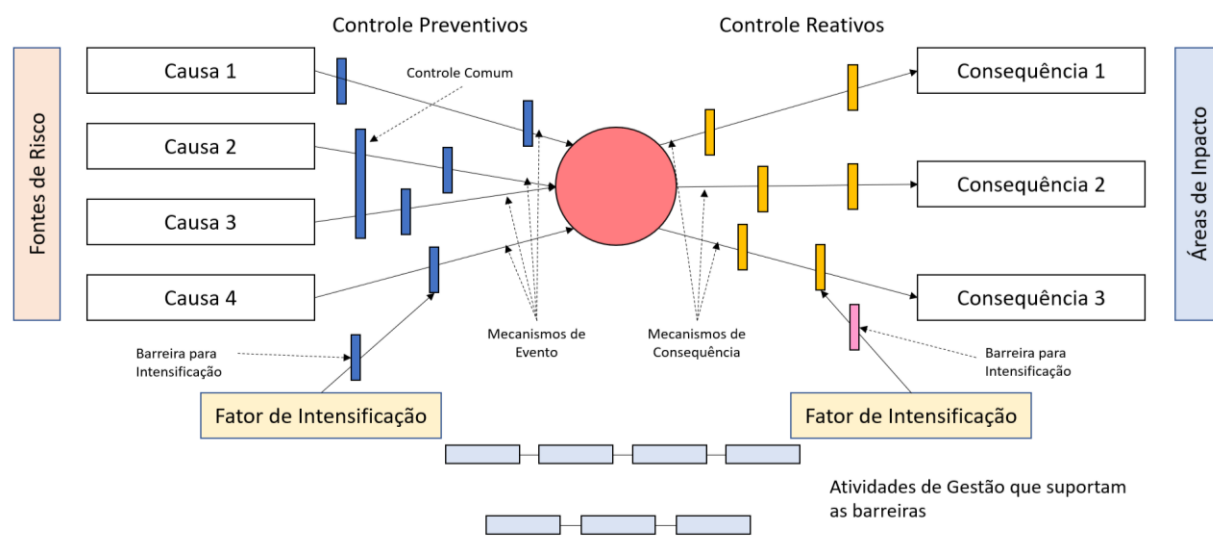 Controle Preventivos
Controle Reativos
Fontes de Risco
Causa 1
Controle Comum
Consequência 1
Áreas de Inpacto
Causa 2
Consequência 2
Causa 3
Causa 4
Consequência 3
Mecanismos de
Evento
Mecanismos de
Consequência
Barreira para
Intensificação
Barreira para
Intensificação
Fator de Intensificação
Fator de Intensificação
Atividades de Gestão que suportam
as barreiras